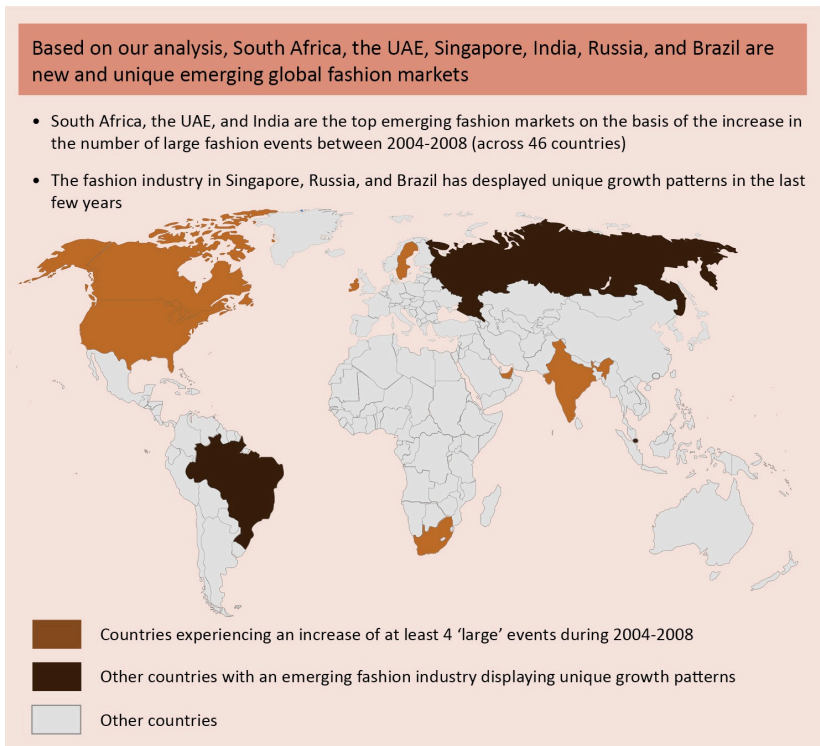 Based on our analysis, South Africa, the UAE, Singapore, India, Russia, and Brazil are
new and unique emerging global fashion markets
• South Africa, the UAE, and India are the top emerging fashion markets on the basis of the increase in
the number of large fashion events between 2004-2008 (across 46 countries)
• The fashion industry in Singapore, Russia, and Brazil has desplayed unique growth patterns in the last
few years
Countries experiencing an increase of at least 4 ‘large’ events during 2004-2008
Other countries with an emerging fashion industry displaying unique growth patterns
Other countries